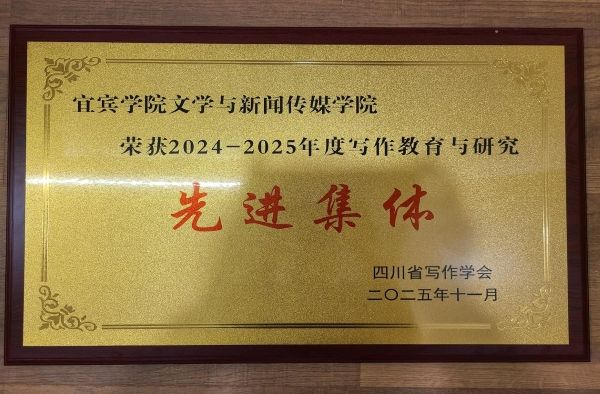 宜宾学院文学与新闻传媒学院
荣获2024-2025年度写作教育与研究
先进集体
四川省写作学会
二〇二五年十一月